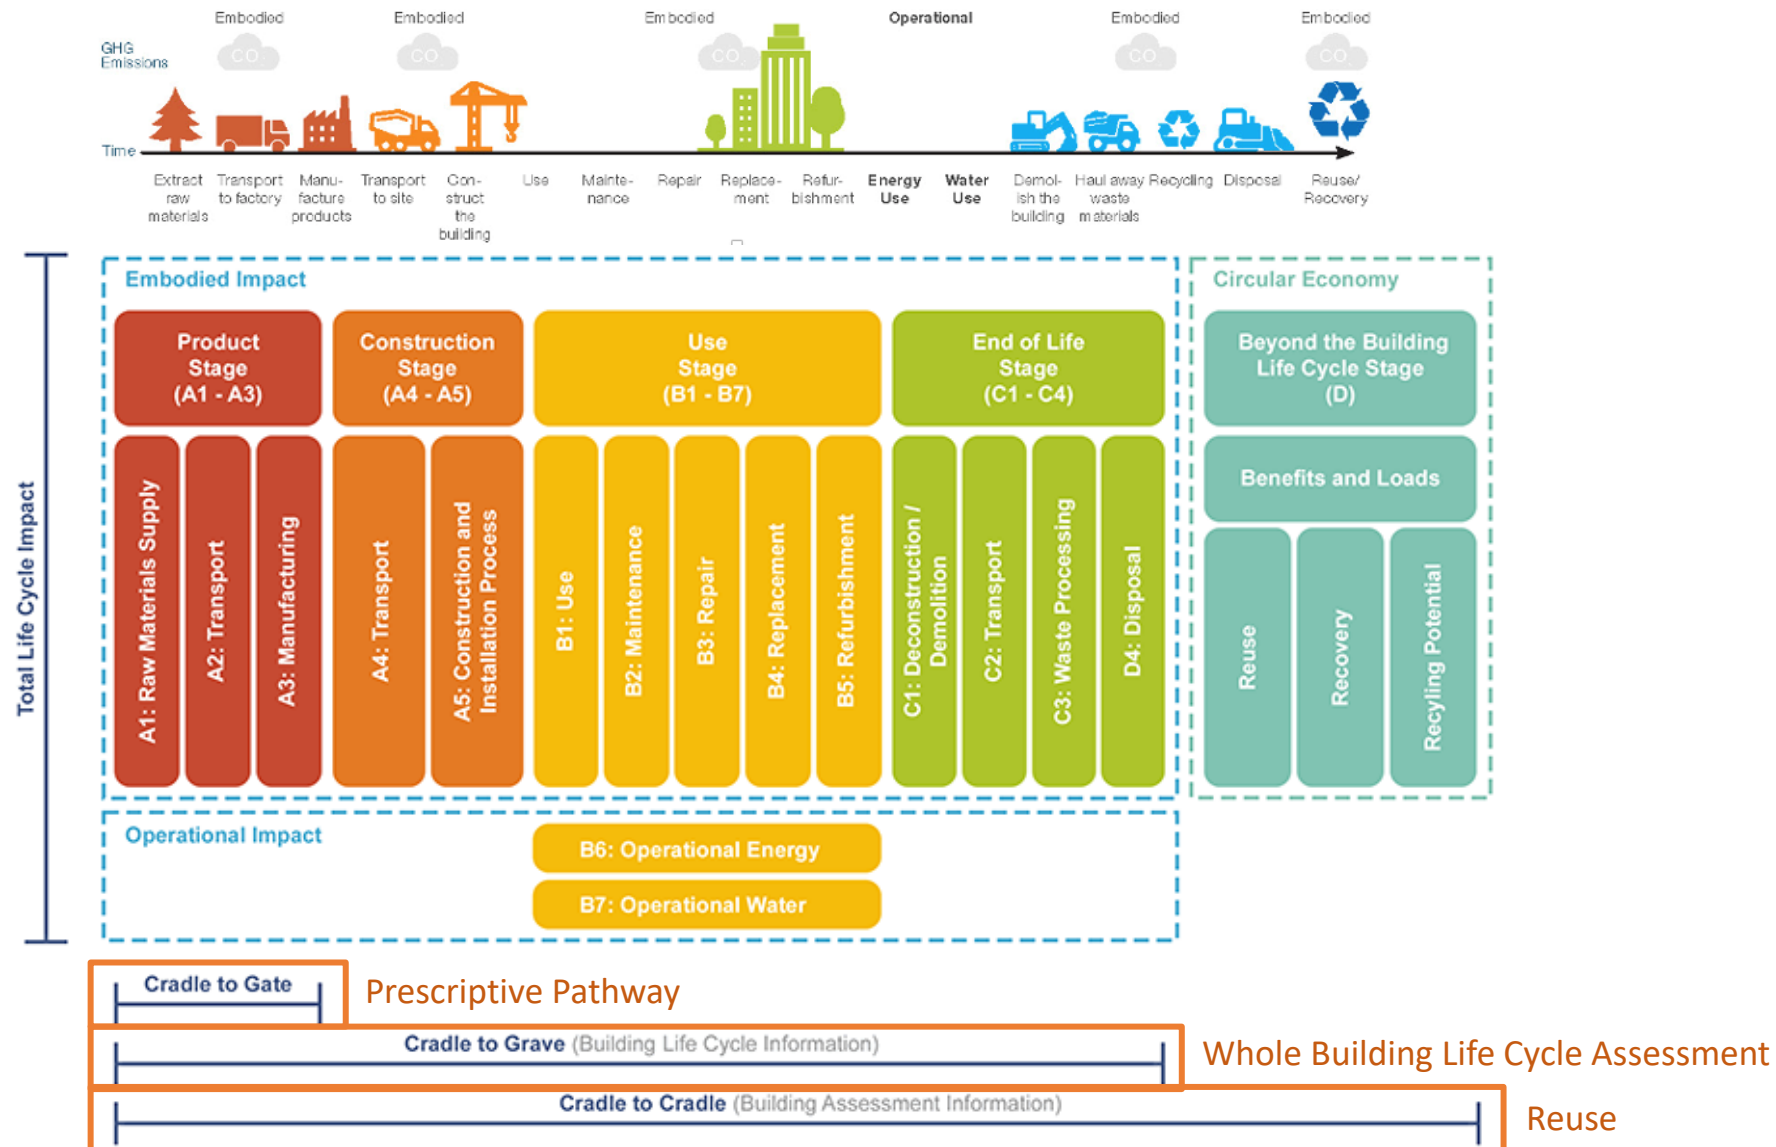 Embodied
Embodied
Embodied
Operational
Embodied
Embodied
GHG
Emissions
CO
CO
CO
CO
CO
Time
Extract
raw
materials
Transport
to factory
Manu-
facture
products
Transport
to site
Con-
struct
the
building
Use
Mainte-
nance
Repair
Replace-
ment
Refur-
bishment
Energy
Use
Water
Use
Demol-
ish the
building
Haul away
waste
materials
Recycling
Disposal
Reuse/
Recovery
Total Life Cycle Impact
Embodied Impact
Product
Stage
(A1 - A3)
Construction
Stage
(A4 - A5)
Use
Stage
(B1 - B7)
End of Life
Stage
(C1 - C4)
A1: Raw Materials Supply
A2: Transport
A3: Manufacturing
A4: Transport
A5: Construction and
Installation Process
B1: Use
B2: Maintenance
B3: Repair
B4: Replacement
B5: Refurbishment
C1: Deconstruction /
Demolition
C2: Transport
C3: Waste Processing
D4: Disposal
Circular Economy
Beyond the Building
Life Cycle Stage
(D)
Benefits and Loads
Reuse
Recovery
Recyling Potential
Operational Impact
B6: Operational Energy
B7: Operational Water
Cradle to Gate
Prescriptive Pathway
Cradle to Grave (Building Life Cycle Information)
Whole Building Life Cycle Assessment
Cradle to Cradle (Building Assessment Information)
Reuse